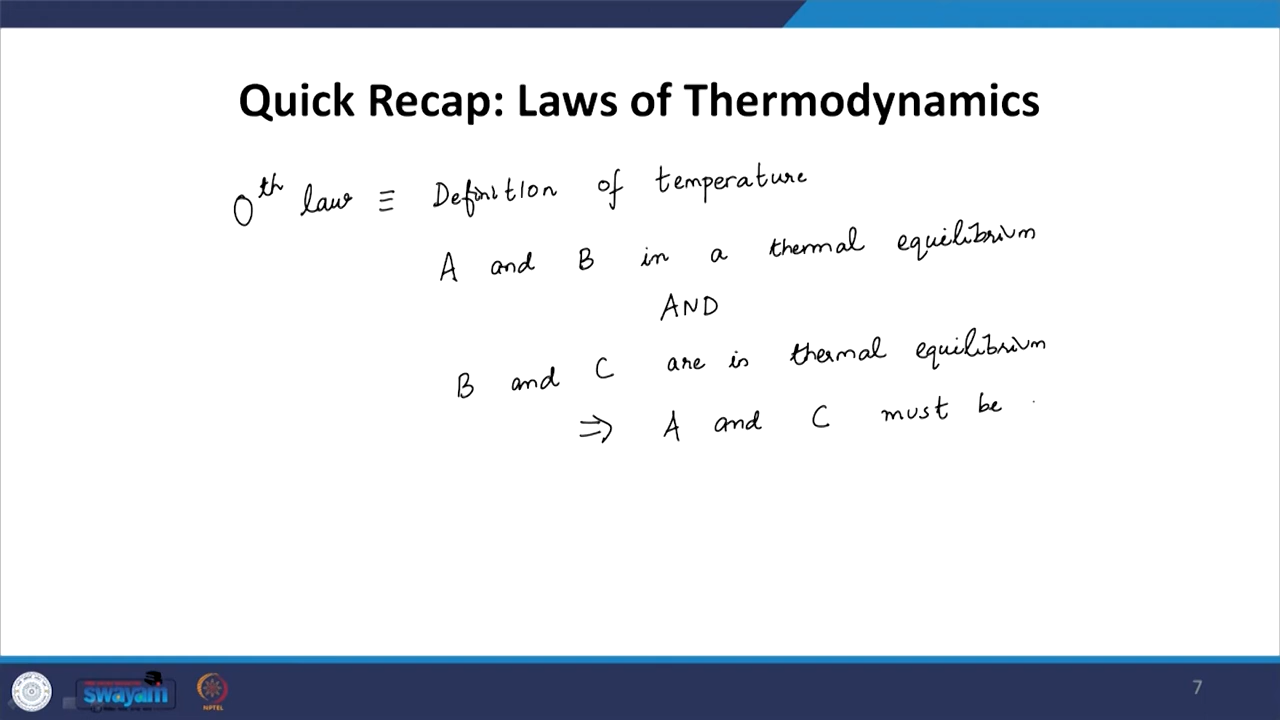 Quick Recap: Laws of Thermodynamics
0th law ≡ Definition of temperature
A and B in a thermal equilibrium
AND
B and C are in thermal equilibrium
⇒ A and C must be
swayam
NPTEL
7